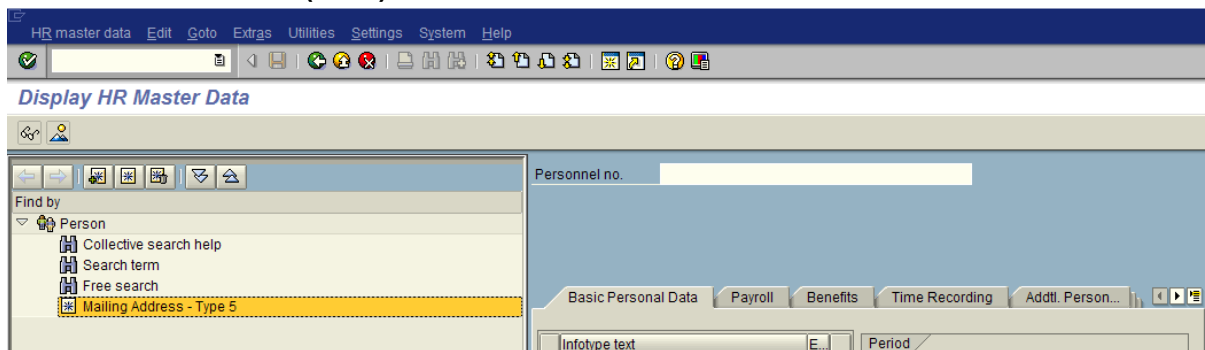 HR master data Edit Goto Extras Utilities Settings System Help
Display HR Master Data
Personnel no.
Find by
Person
Collective search help
Search term
Free search
Mailing Address - Type 5
Basic Personal Data Payroll Benefits Time Recording Addtl. Person...
Infotype text E... Period